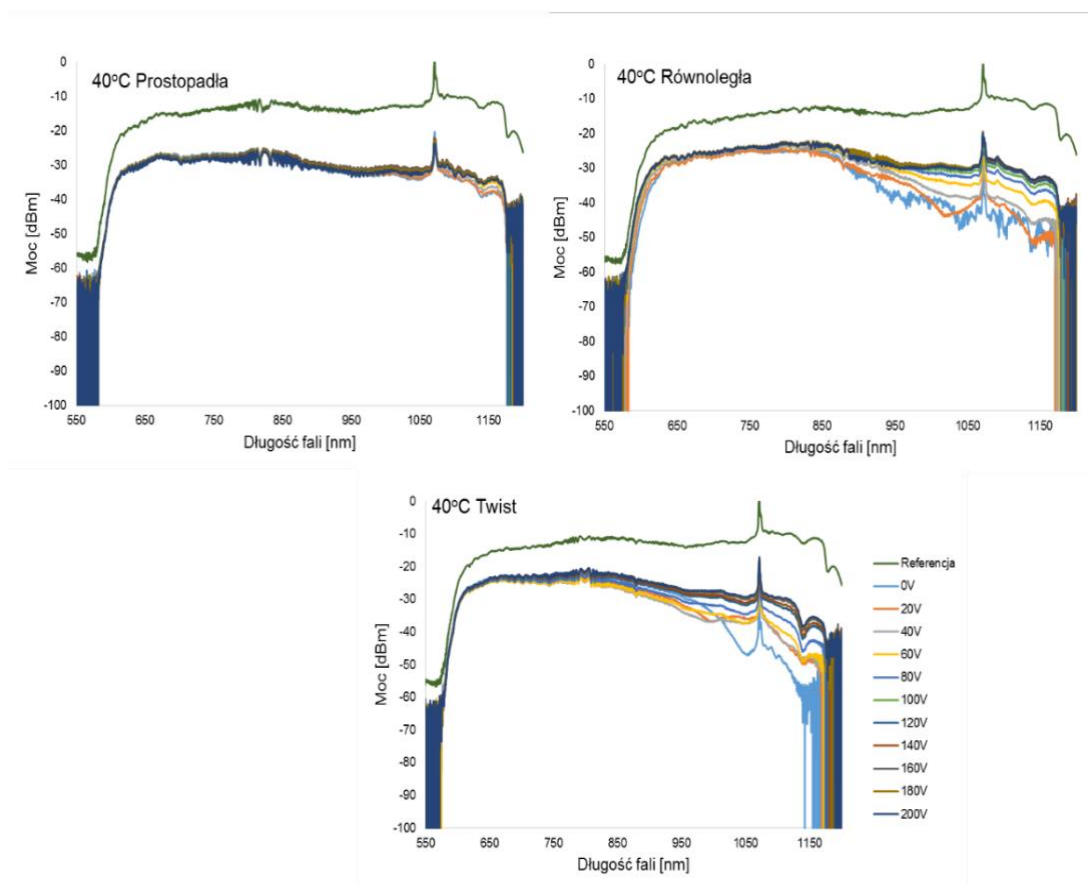 40°C Prostopadła
Moc [dBm]
0
-10
-20
-30
-40
-50
-60
-70
-80
-90
-100
550 650 750 850 950 1050 1150
Długość fali [nm]
40°C Równoległa
Moc [dBm]
0
-10
-20
-30
-40
-50
-60
-70
-80
-90
-100
550 650 750 850 950 1050 1150
Długość fali [nm]
40°C Twist
Moc [dBm]
0
-10
-20
-30
-40
-50
-60
-70
-80
-90
-100
550 650 750 850 950 1050 1150
Długość fali [nm]
Referencja
0V
20V
40V
60V
80V
100V
120V
140V
160V
180V
200V